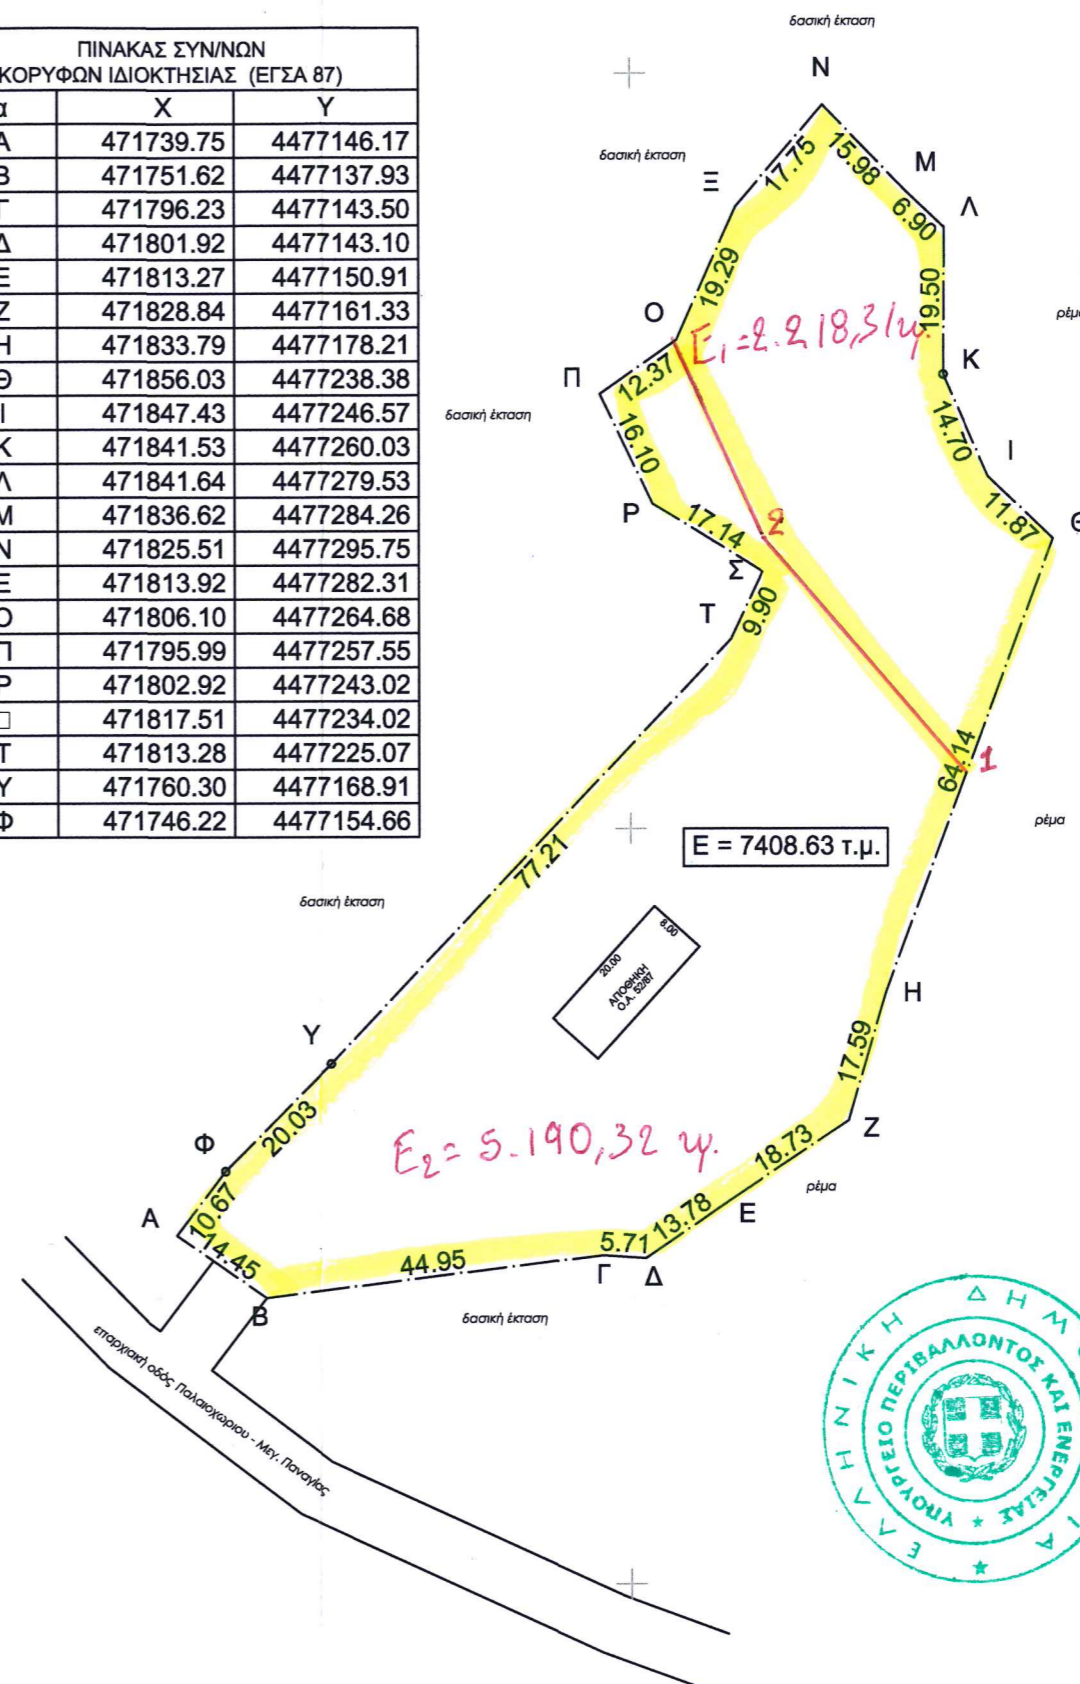 ΠΙΝΑΚΑΣ ΣΥΝ/ΝΩΝ
ΚΟΡΥΦΩΝ ΙΔΙΟΚΤΗΣΙΑΣ (ΕΓΣΑ 87)
α X Y
Α 471739.75 4477146.17
Β 471751.62 4477137.93
Γ 471796.23 4477143.50
Δ 471801.92 4477143.10
Ε 471813.27 4477150.91
Ζ 471828.84 4477161.33
Η 471833.79 4477178.21
Θ 471856.03 4477238.38
Ι 471847.43 4477246.57
Κ 471841.53 4477260.03
Λ 471841.64 4477279.53
Μ 471836.62 4477284.26
Ν 471825.51 4477295.75
Ξ 471813.92 4477282.31
Ο 471806.10 4477264.68
Π 471795.99 4477257.55
Ρ 471802.92 4477243.02
□ 471817.51 4477234.02
Τ 471813.28 4477225.07
Υ 471760.30 4477168.91
Φ 471746.22 4477154.66
δασική έκταση
Ν
δασική έκταση
17.75
15.98
Μ
Ξ
6.90
Λ
19.29
19.50
ρέμα
Ο
E1=2.218,31
Κ
Π
12.37
δασική έκταση
16.10
14.70
Ι
Ρ
17.14
2
11.87
Θ
Σ
Τ
9.90
64.14
1
ρέμα
Ε = 7408.63 τ.μ.
77.21
δασική έκταση
8.00
20.00
ΑΠΟΘΗΚΗ
Ο.Α. 52/87
Η
Υ
17.59
20.03
Φ
E2=5.190,32
18.73
Ζ
ρέμα
10.67
Α
13.78
Ε
14.45
44.95
5.71
Γ
Δ
Β
δασική έκταση
επαρχιακή οδός Παλαιοχωρίου - Μεγ. Παναγίας
ΕΛΛΗΝΙΚΗ ΔΗΜ
ΥΠΟΥΡΓΕΙΟ ΠΕΡΙΒΑΛΛΟΝΤΟΣ ΚΑΙ ΕΝΕΡΓΕΙΑΣ